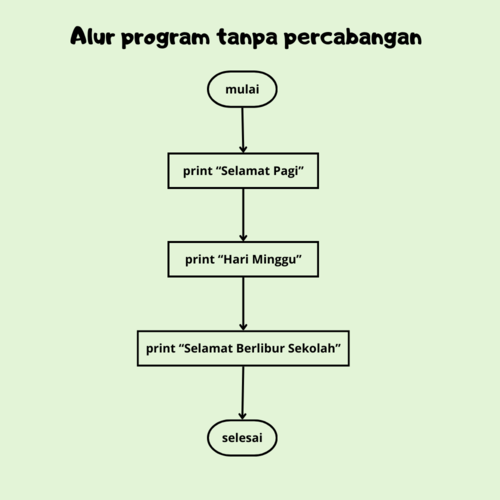 Alur program tanpa percabangan
mulai
print “Selamat Pagi”
print “Hari Minggu”
print “Selamat Berlibur Sekolah”
selesai